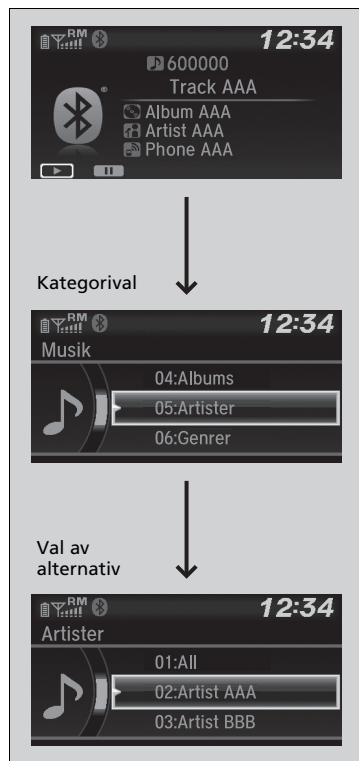 RM 12:34
600000
Track AAA
Album AAA
Artist AAA
Phone AAA
Kategorival
RM 12:34
Musik
04:Albums
05:Artister
06:Genrer
Val av
alternativ
RM 12:34
Artister
01:All
02:Artist AAA
03:Artist BBB